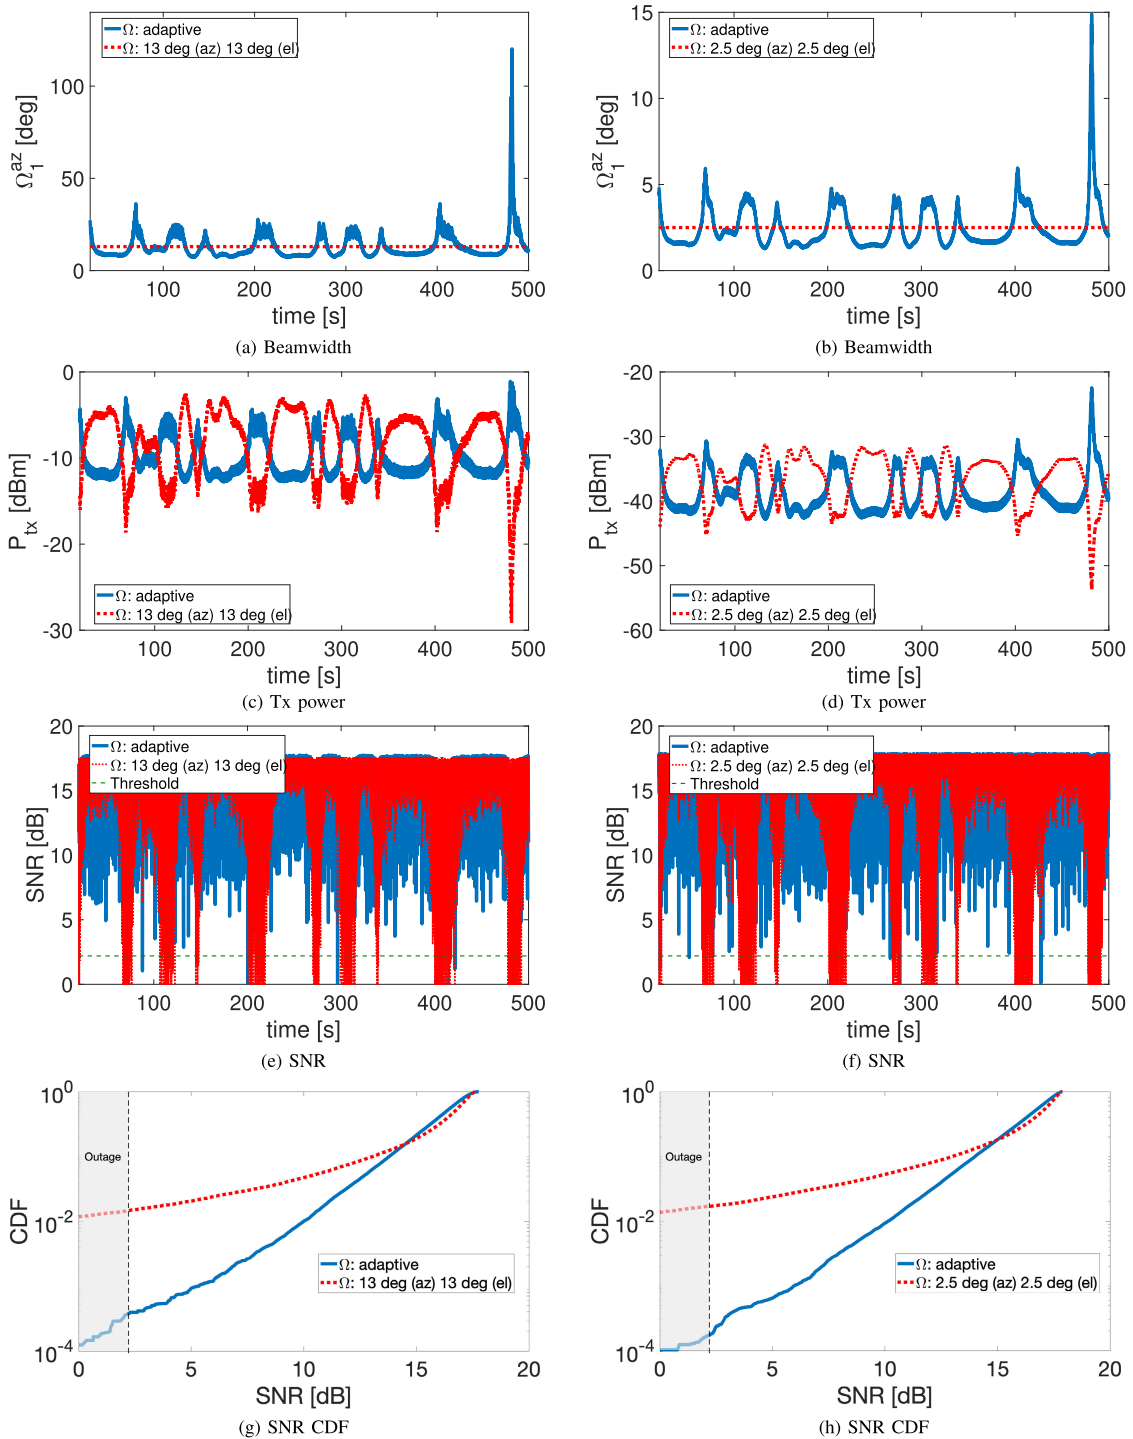 Ω: adaptive
Ω: 13 deg (az) 13 deg (el)
Ω₁ᵃᶻ [deg]
100
50
0
100 200 300 400 500
time [s]
(a) Beamwidth
Ω: adaptive
Ω: 2.5 deg (az) 2.5 deg (el)
Ω₁ᵃᶻ [deg]
15
10
5
0
100 200 300 400 500
time [s]
(b) Beamwidth
0
-10
-20
-30
P_tx [dBm]
Ω: adaptive
Ω: 13 deg (az) 13 deg (el)
100 200 300 400 500
time [s]
(c) Tx power
-20
-30
-40
-50
-60
P_tx [dBm]
Ω: adaptive
Ω: 2.5 deg (az) 2.5 deg (el)
100 200 300 400 500
time [s]
(d) Tx power
20
15
10
5
0
SNR [dB]
Ω: adaptive
Ω: 13 deg (az) 13 deg (el)
Threshold
100 200 300 400 500
time [s]
(e) SNR
20
15
10
5
0
SNR [dB]
Ω: adaptive
Ω: 2.5 deg (az) 2.5 deg (el)
Threshold
100 200 300 400 500
time [s]
(f) SNR
10⁰
10⁻²
10⁻⁴
CDF
Outage
Ω: adaptive
Ω: 13 deg (az) 13 deg (el)
0 5 10 15 20
SNR [dB]
(g) SNR CDF
10⁰
10⁻²
10⁻⁴
CDF
Outage
Ω: adaptive
Ω: 2.5 deg (az) 2.5 deg (el)
0 5 10 15 20
SNR [dB]
(h) SNR CDF